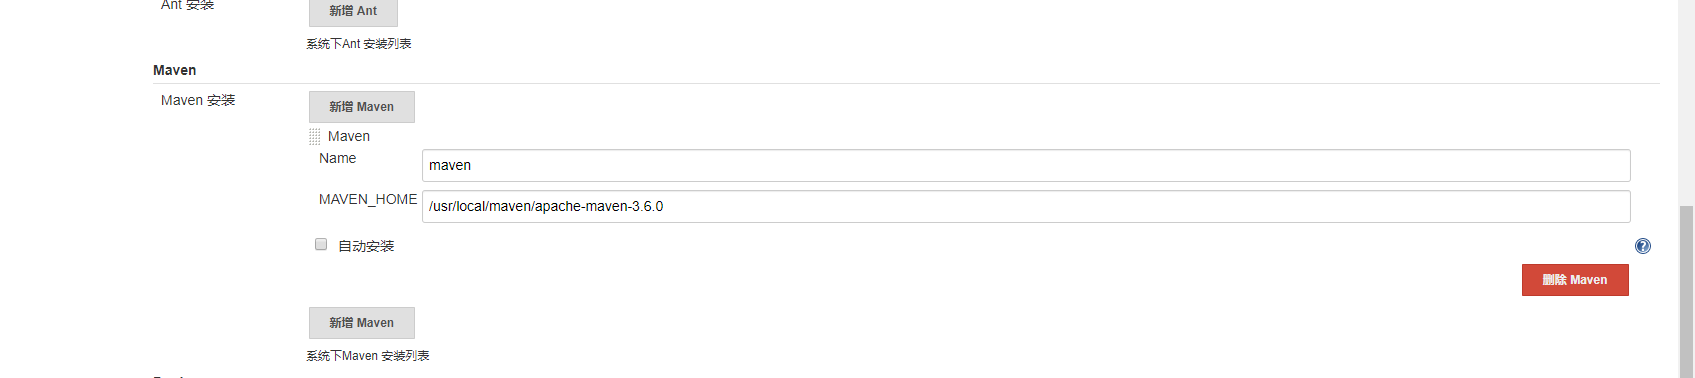 Ant 安装
新增 Ant
系统下Ant 安装列表
Maven
Maven 安装
新增 Maven
Maven
Name
maven
MAVEN_HOME
/usr/local/maven/apache-maven-3.6.0
自动安装
?
删除 Maven
新增 Maven
系统下Maven 安装列表